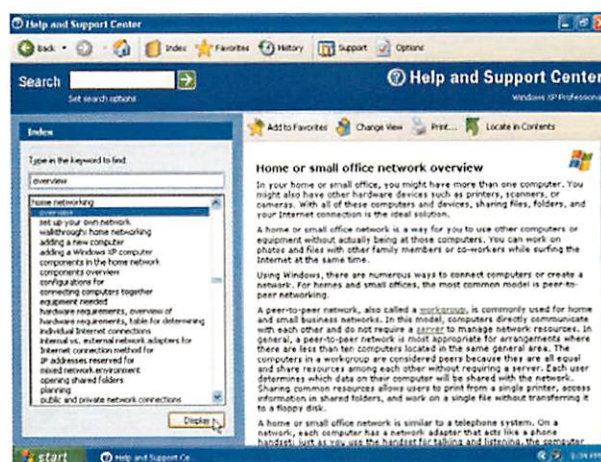 Help and Support Center
Back
Index
Favorites
History
Support
Options
Search
Set search options
Help and Support Center
Windows XP Professional
Index
Add to Favorites
Change View
Print...
Locate in Contents
Type in the keyword to find:
overview
home networking
overview
set up your own network
walkthrough: home networking
adding a new computer
adding a Windows XP computer
components in the home network
components overview
configurations for
connecting computers together
equipment needed
hardware requirements, overview of
hardware requirements, table for determining
individual Internet connections
internal vs. external network adapters for
Internet connection method for
IP addresses reserved for
mixed network environment
opening shared folders
planning
public and private network connections
Display
Home or small office network overview
In your home or small office, you might have more than one computer. You
might also have other hardware devices such as printers, scanners, or
cameras. With all of these computers and devices, sharing files, folders, and
your Internet connection is the ideal solution.
A home or small office network is a way for you to use other computers or
equipment without actually being at those computers. You can work on
photos and files with other family members or co-workers while surfing the
Internet at the same time.
Using Windows, there are numerous ways to connect computers or create a
network. For homes and small offices, the most common model is peer-to-
peer networking.
A peer-to-peer network, also called a workgroup, is commonly used for home
and small business networks. In this model, computers directly communicate
with each other and do not require a server to manage network resources. In
general, a peer-to-peer network is most appropriate for arrangements where
there are less than ten computers located in the same general area. The
computers in a workgroup are considered peers because they are all equal
and share resources among each other without requiring a server. Each user
determines which data on their computer will be shared with the network.
Sharing common resources allows users to print from a single printer, access
information in shared folders, and work on a single file without transferring it
to a floppy disk.
A home or small office network is similar to a telephone system. On a
network, each computer has a network adapter that acts like a phone
handset: just as you use the handset for talking and listening, the computer
start
Help and Support Ce...